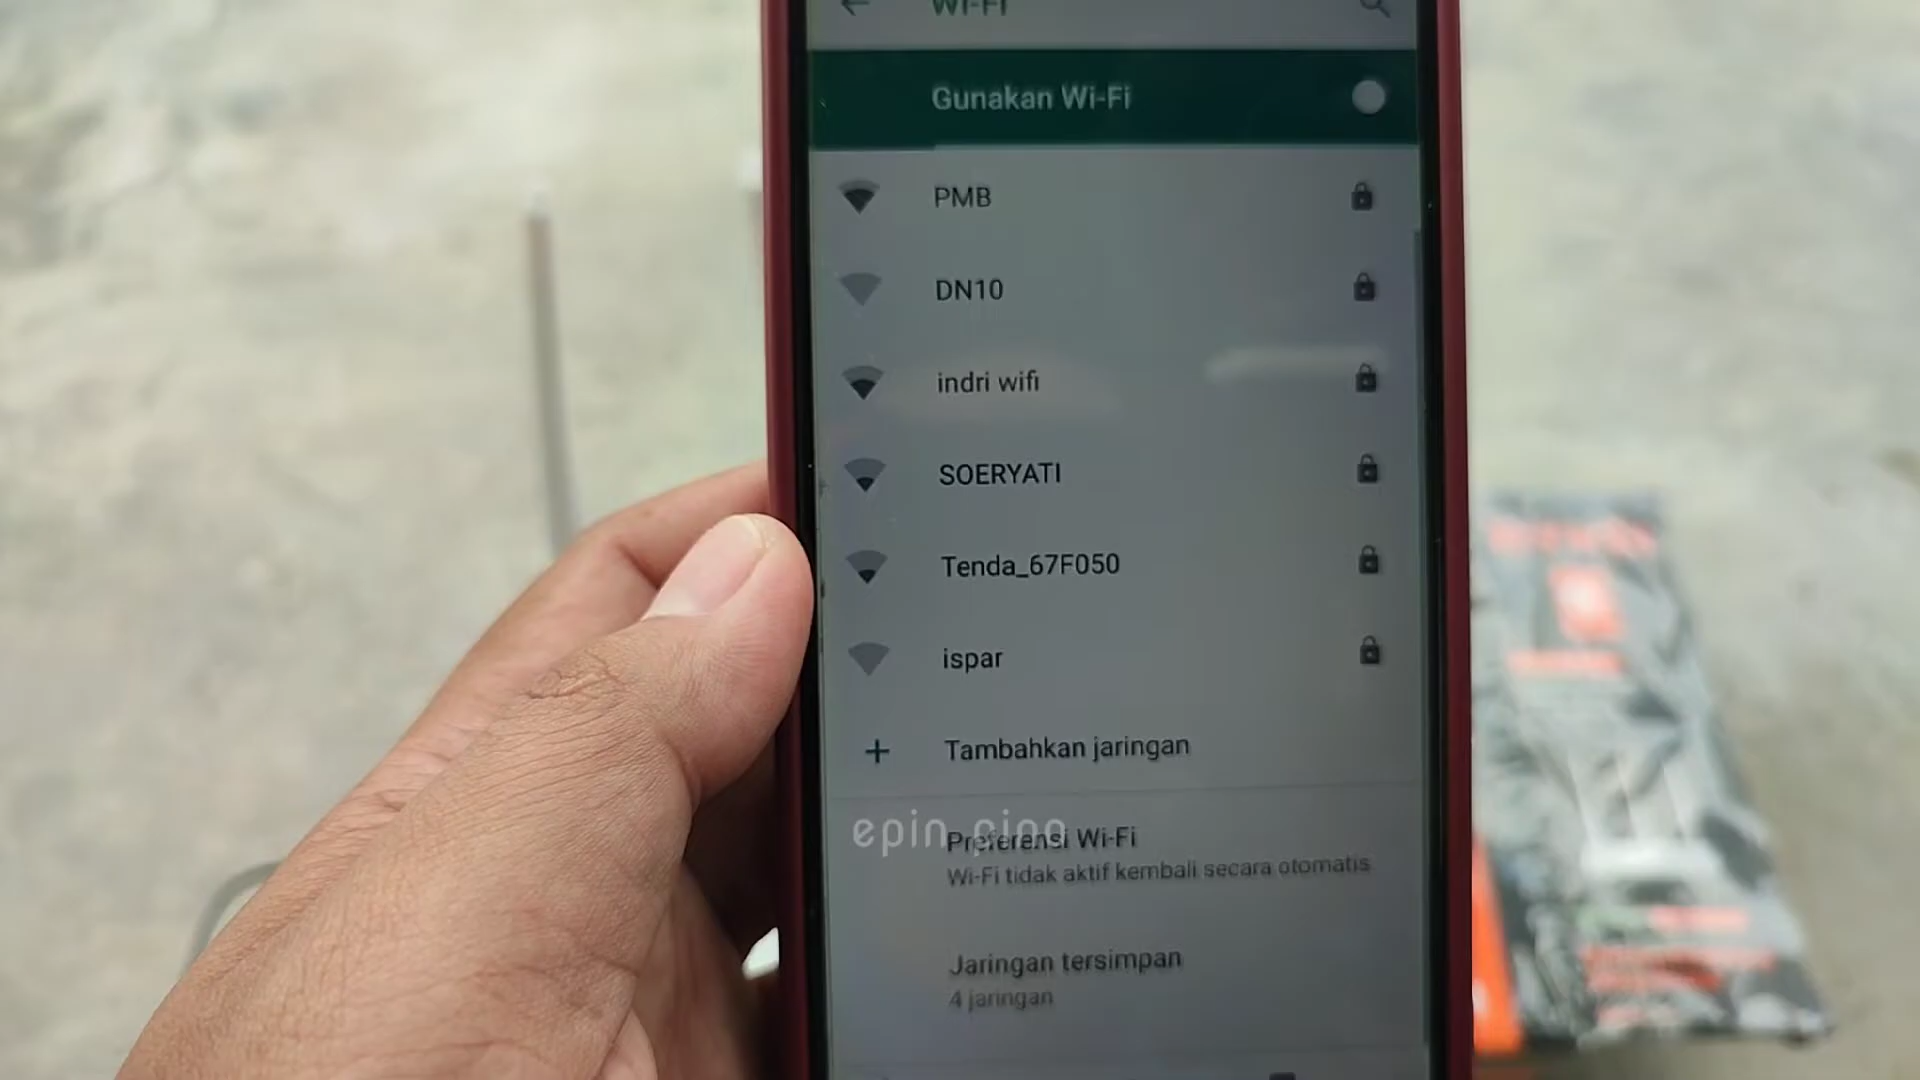 Wi-Fi
Gunakan Wi-Fi
PMB
DN10
indri wifi
SOERYATI
Tenda_67F050
ispar
Tambahkan jaringan
epin
Preferensi Wi-Fi
Wi-Fi tidak aktif kembali secara otomatis
Jaringan tersimpan
4 jaringan